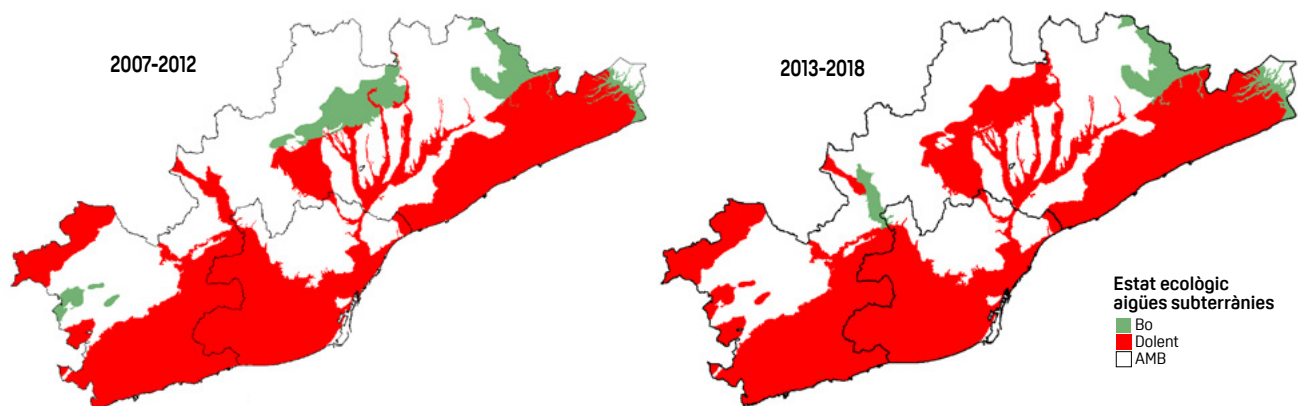 2007-2012
2013-2018
Estat ecològic
aigües subterrànies
Bo
Dolent
AMB